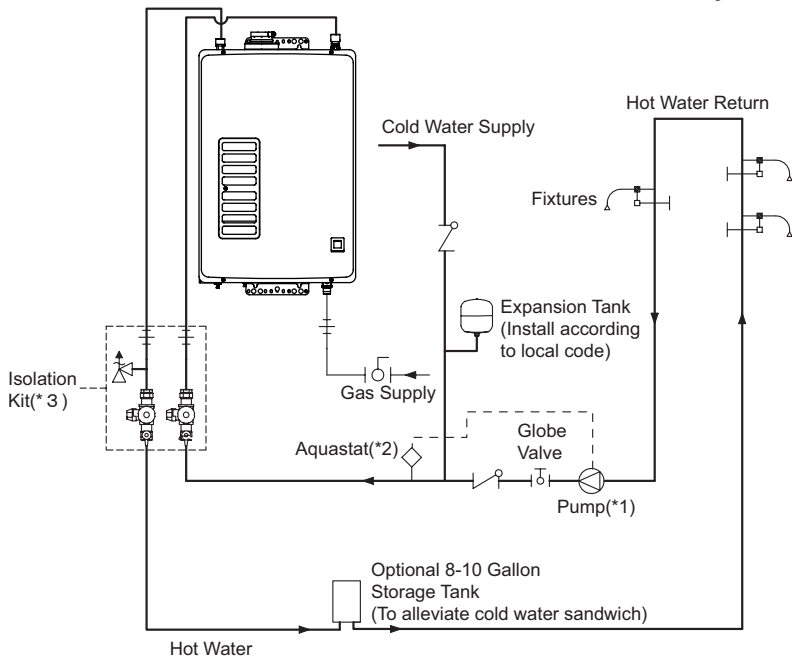 Hot Water Return
Cold Water Supply
Fixtures
Expansion Tank
(Install according
to local code)
Gas Supply
Isolation
Kit(*３)
Aquastat(*2)
Globe
Valve
Pump(*1)
Optional 8-10 Gallon
Storage Tank
(To alleviate cold water sandwich)
Hot Water